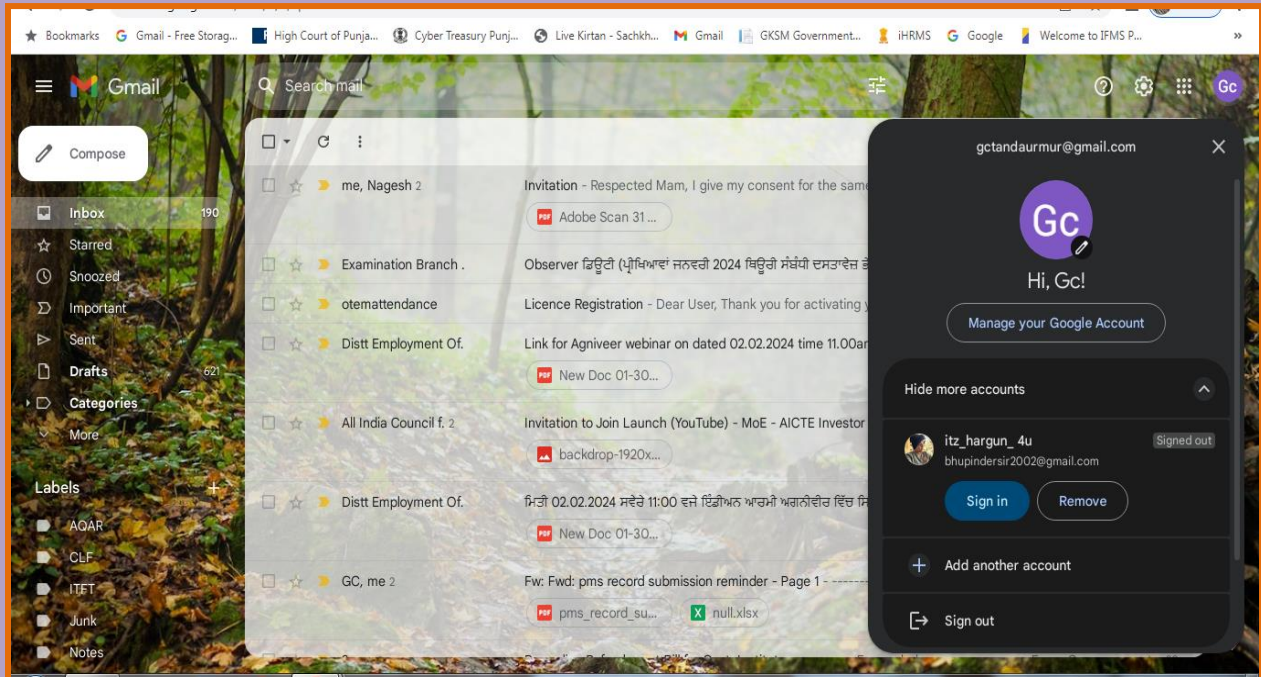 Bookmarks Gmail - Free Storag... High Court of Punja... Cyber Treasury Punj... Live Kirtan - Sachkh... Gmail GKSM Government... iHRMS Google Welcome to IFMS P... »
Gmail Search mail Gc
Compose
Inbox 190
Starred
Snoozed
Important
Sent
Drafts 621
Categories
More
Labels +
AQAR
CLF
ITFT
Junk
Notes
me, Nagesh 2 Invitation - Respected Mam, I give my consent for the same
PDF Adobe Scan 31 ...
Examination Branch . Observer ਡਿਊਟੀ (ਪ੍ਰੀਖਿਆਵਾਂ ਜਨਵਰੀ 2024 ਥਿਊਰੀ ਸੰਬੰਧੀ ਦਸਤਾਵੇਜ਼
otemattendance Licence Registration - Dear User, Thank you for activating
Distt Employment Of. Link for Agniveer webinar on dated 02.02.2024 time 11.00am
PDF New Doc 01-30...
All India Council f. 2 Invitation to Join Launch (YouTube) - MoE - AICTE Investor
backdrop-1920x...
Distt Employment Of. ਮਿਤੀ 02.02.2024 ਸਵੇਰੇ 11:00 ਵਜੇ ਇੰਡੀਅਨ ਆਰਮੀ ਅਗਨੀਵੀਰ ਵਿੱਚ
PDF New Doc 01-30...
GC, me 2 Fw: Fwd: pms record submission reminder - Page 1 - -------
PDF pms_record_su... X null.xlsx
gctandaurmur@gmail.com
Gc
Hi, Gc!
Manage your Google Account
Hide more accounts
itz_hargun_ 4u Signed out
bhupindersir2002@gmail.com
Sign in Remove
Add another account
Sign out